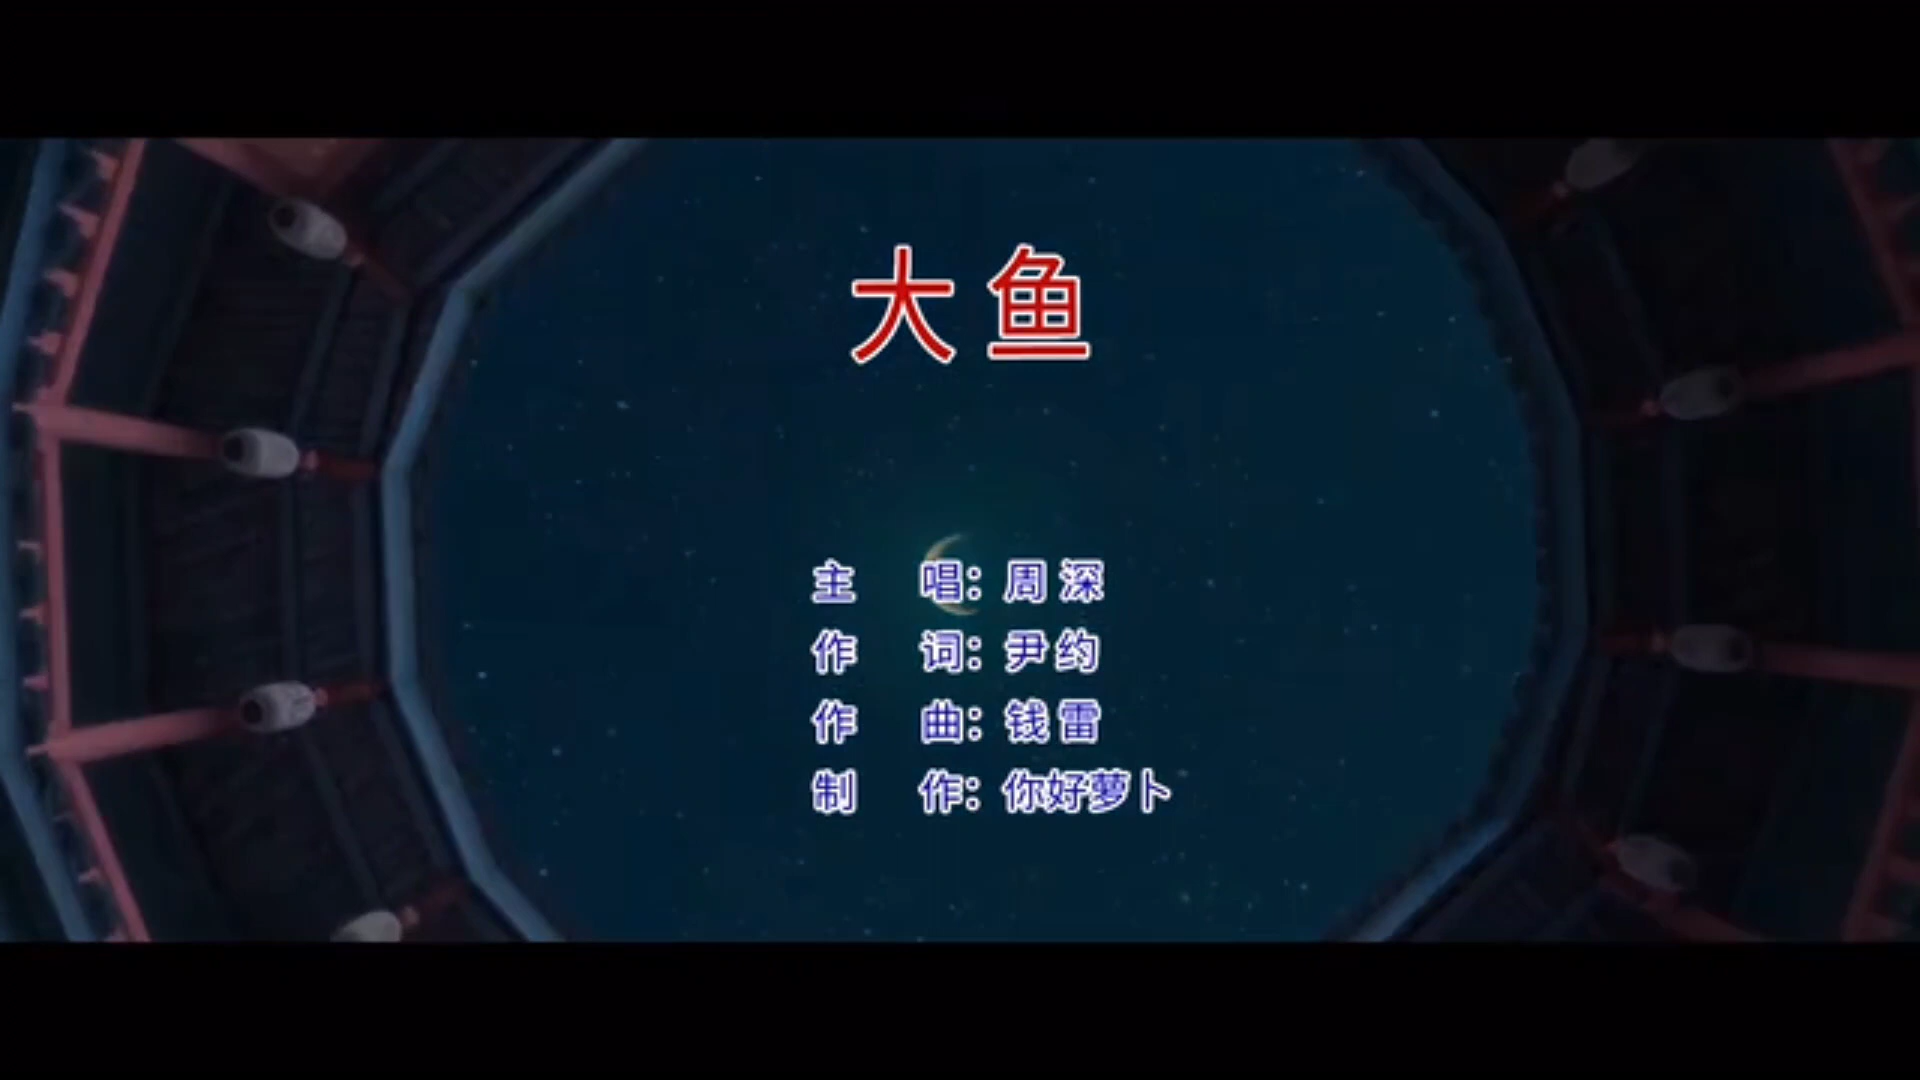 大鱼
主 唱：周深
作 词：尹约
作 曲：钱雷
制 作：你好萝卜